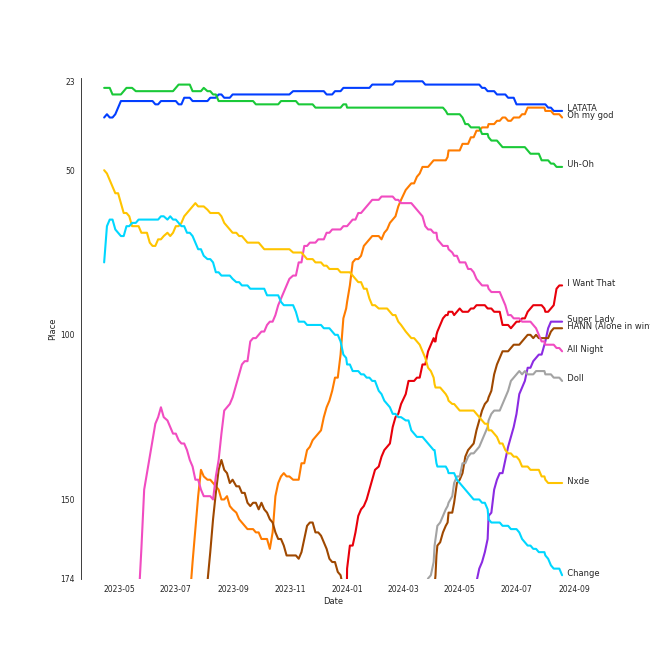 23
50
100
150
174
Place
2023-05
2023-07
2023-09
2023-11
2024-01
2024-03
2024-05
2024-07
2024-09
Date
LATATA
Oh my god
Uh-Oh
I Want That
Super Lady
HANN (Alone in win
All Night
Doll
Nxde
Change